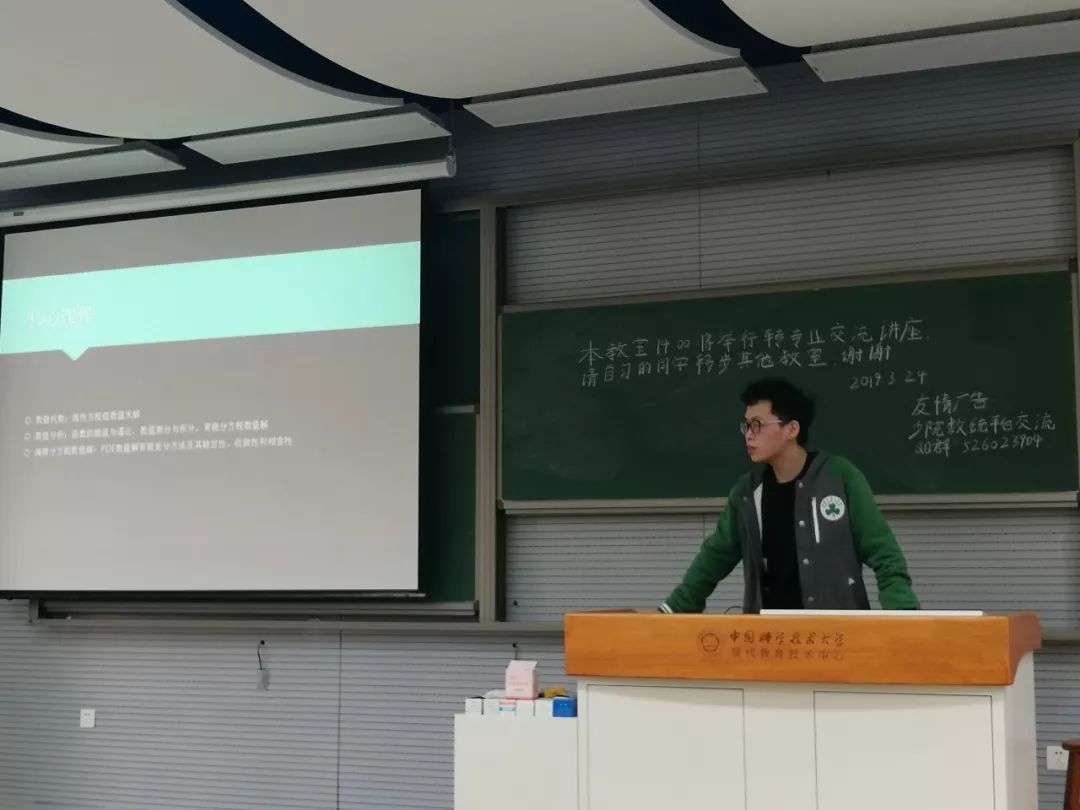 核心课程
数值代数：线性方程组数值求解
数值分析：函数的插值与逼近、数值微分与积分、常微分方程数值解
偏微分方程数值解：PDE数值解有限差分方法及其稳定性、收敛性和相容性
本教室14:00将举行转专业交流讲座.
请自习的同学移步其他教室.谢谢
2019.3.24
友情广告
少院数统平台交流
QQ群 526023904
中国科学技术大学
现代教育技术中心